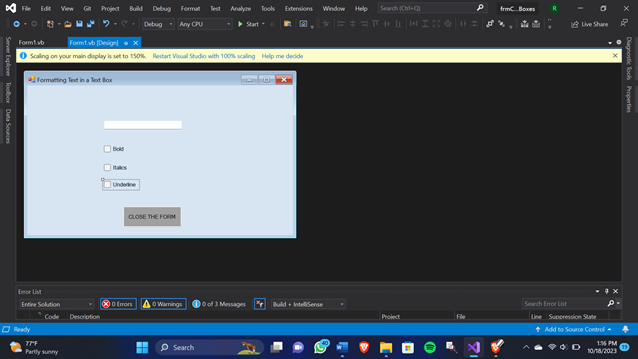 File Edit View Git Project Build Debug Format Test Analyze Tools Extensions Window Help Search (Ctrl+Q) frmC...Boxes R
Debug Any CPU Start Live Share
Form1.vb Form1.vb [Design]
Scaling on your main display is set to 150%. Restart Visual Studio with 100% scaling Help me decide
Server Explorer
Toolbox
Data Sources
Diagnostic Tools
Properties
Formatting Text in a Text Box
Bold
Italics
Underline
CLOSE THE FORM
Error List
Entire Solution 0 Errors 0 Warnings 0 of 3 Messages Build + IntelliSense Search Error List
Code Description Project File Line Suppression State
Ready Add to Source Control
77°F
Partly sunny
Search
40
1:16 PM
10/18/2023